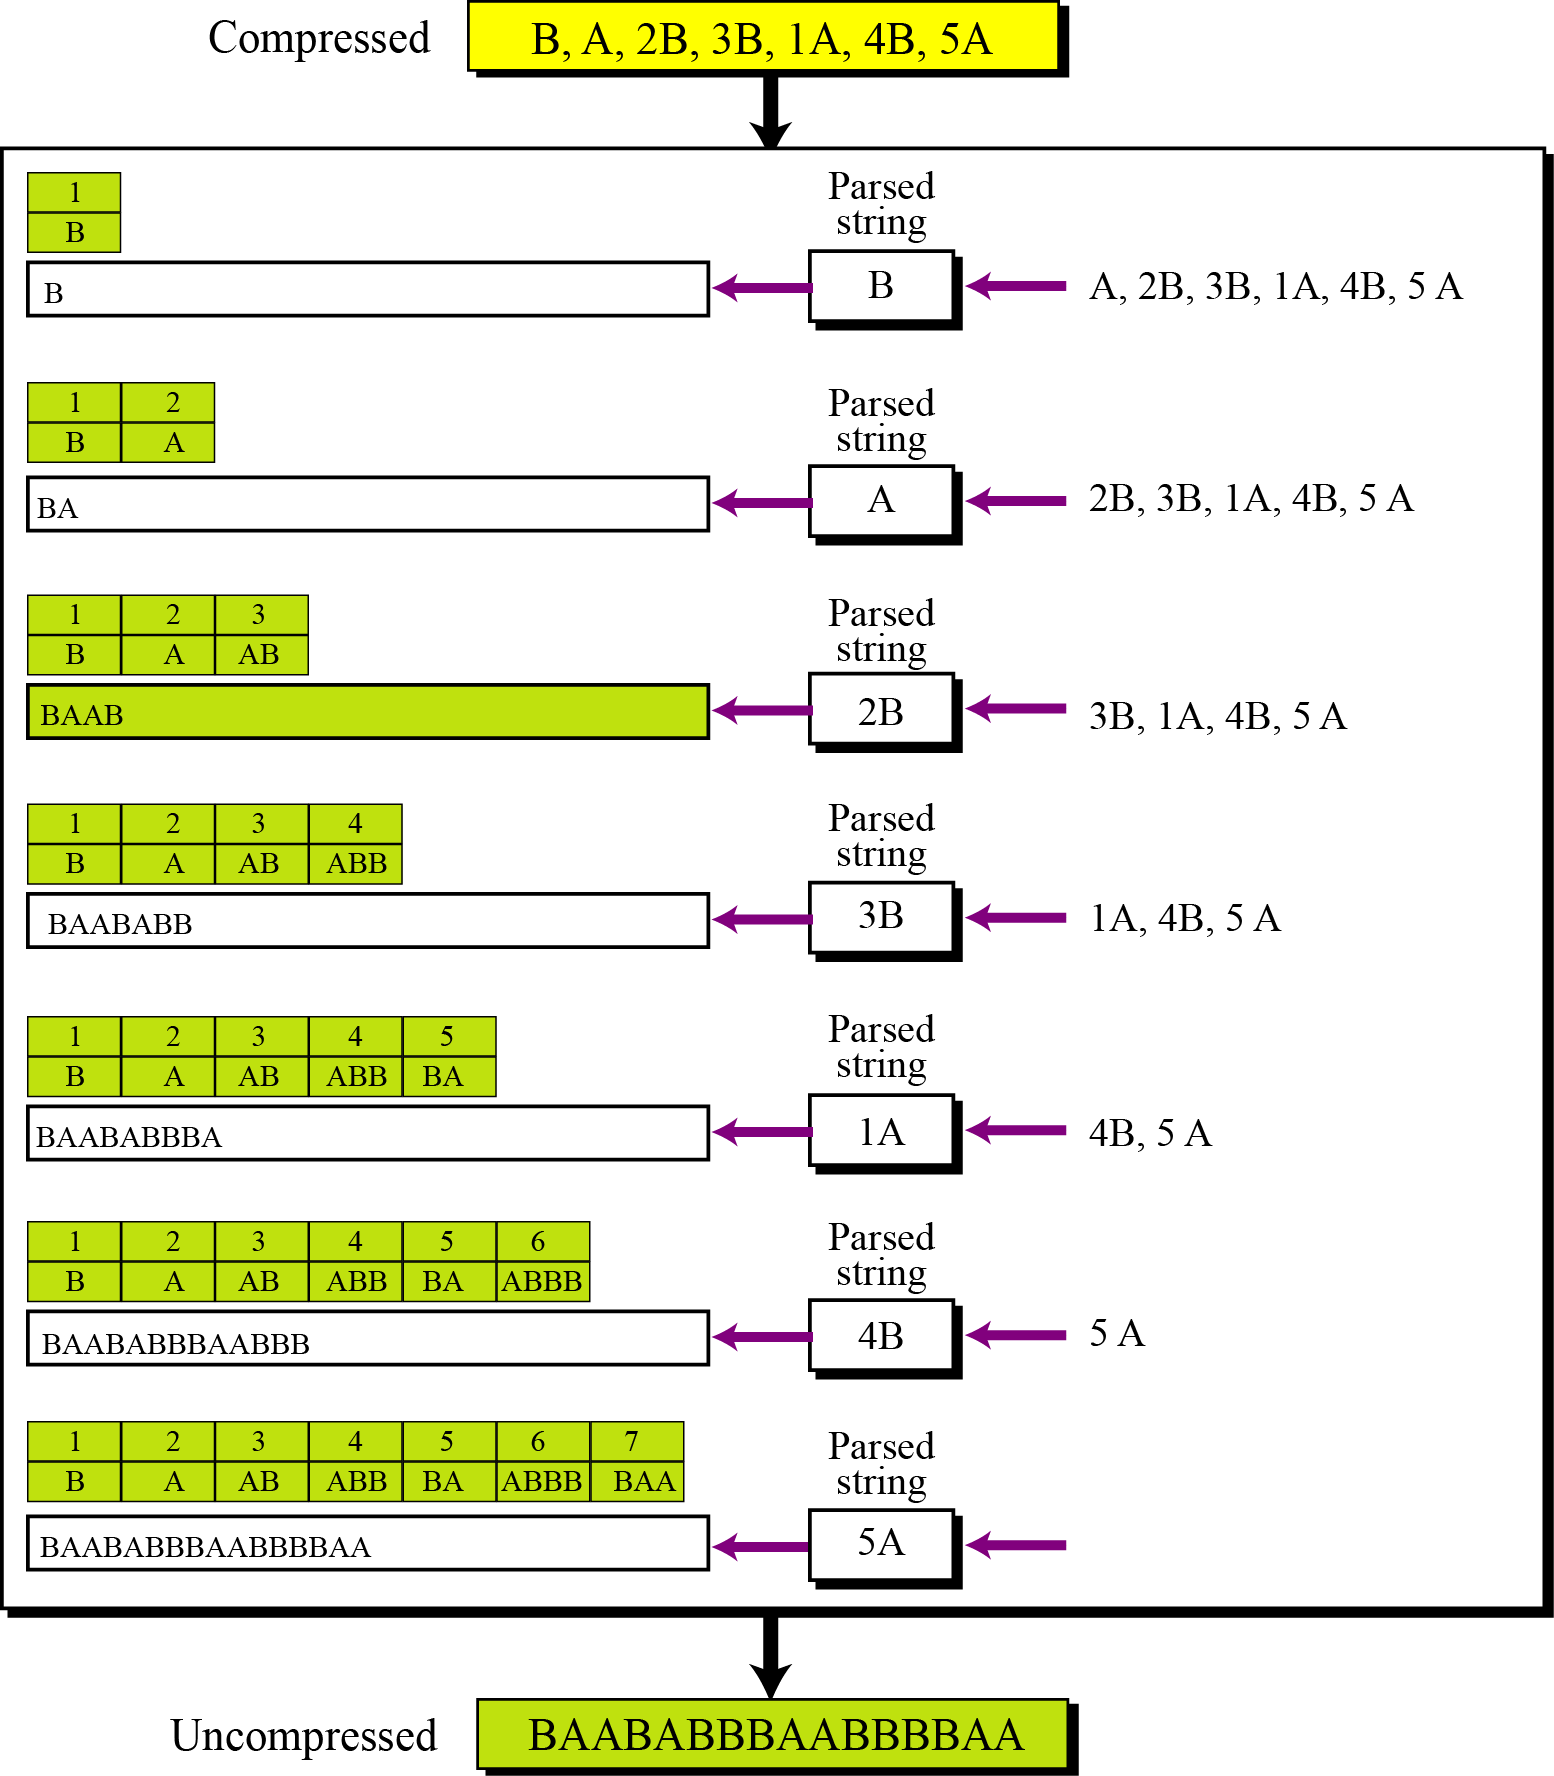 Compressed
B, A, 2B, 3B, 1A, 4B, 5A
1
B
B
Parsed
string
B
A, 2B, 3B, 1A, 4B, 5 A
1 2
B A
BA
Parsed
string
A
2B, 3B, 1A, 4B, 5 A
1 2 3
B A AB
BAAB
Parsed
string
2B
3B, 1A, 4B, 5 A
1 2 3 4
B A AB ABB
BAABABB
Parsed
string
3B
1A, 4B, 5 A
1 2 3 4 5
B A AB ABB BA
BAABABBBA
Parsed
string
1A
4B, 5 A
1 2 3 4 5 6
B A AB ABB BA ABBB
BAABABBBAABBB
Parsed
string
4B
5 A
1 2 3 4 5 6 7
B A AB ABB BA ABBB BAA
BAABABBBAABBBBAA
Parsed
string
5A
Uncompressed
BAABABBBAABBBBAA